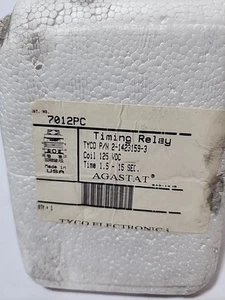 7012PC
Timing Relay
TYCO P/N 2-1423159-3
Coil 125 VDC
Time 1.5 - 15 SEC.
Made in
USA
AGASTAT®
TYCO ELECTRONICS